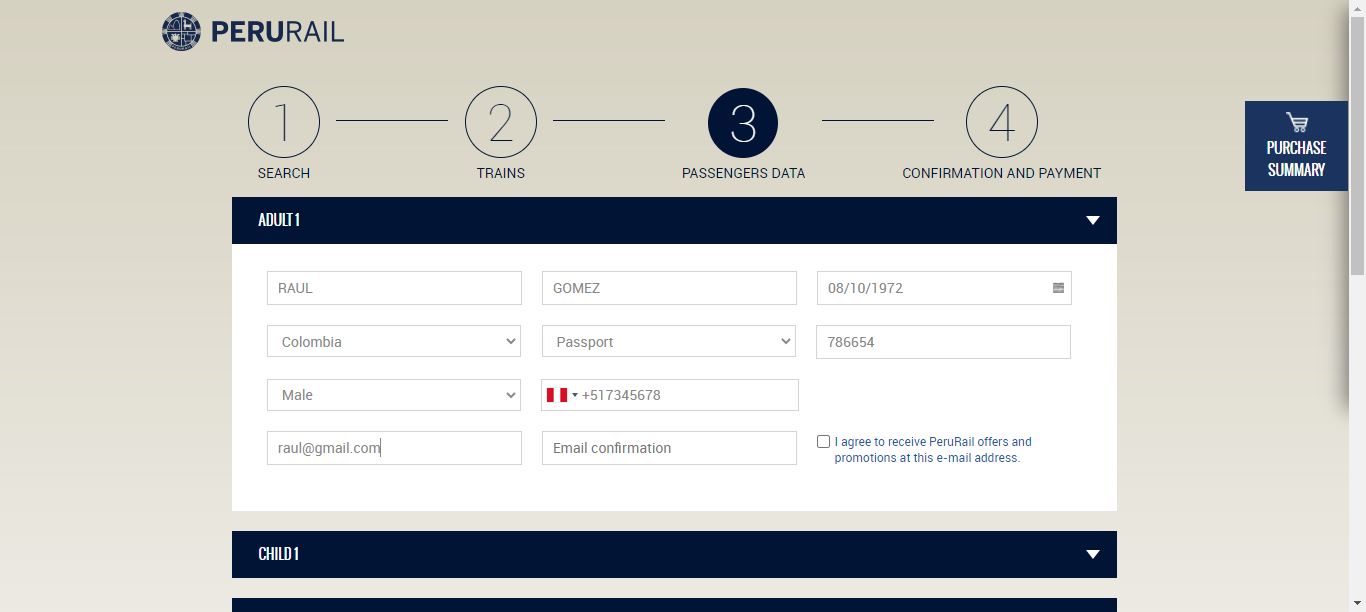 PERURAIL
1
2
3
4
SEARCH
TRAINS
PASSENGERS DATA
CONFIRMATION AND PAYMENT
PURCHASE
SUMMARY
ADULT 1
RAUL
GOMEZ
08/10/1972
Colombia
Passport
786654
Male
+517345678
raul@gmail.com
Email confirmation
I agree to receive PeruRail offers and
promotions at this e-mail address.
CHILD 1